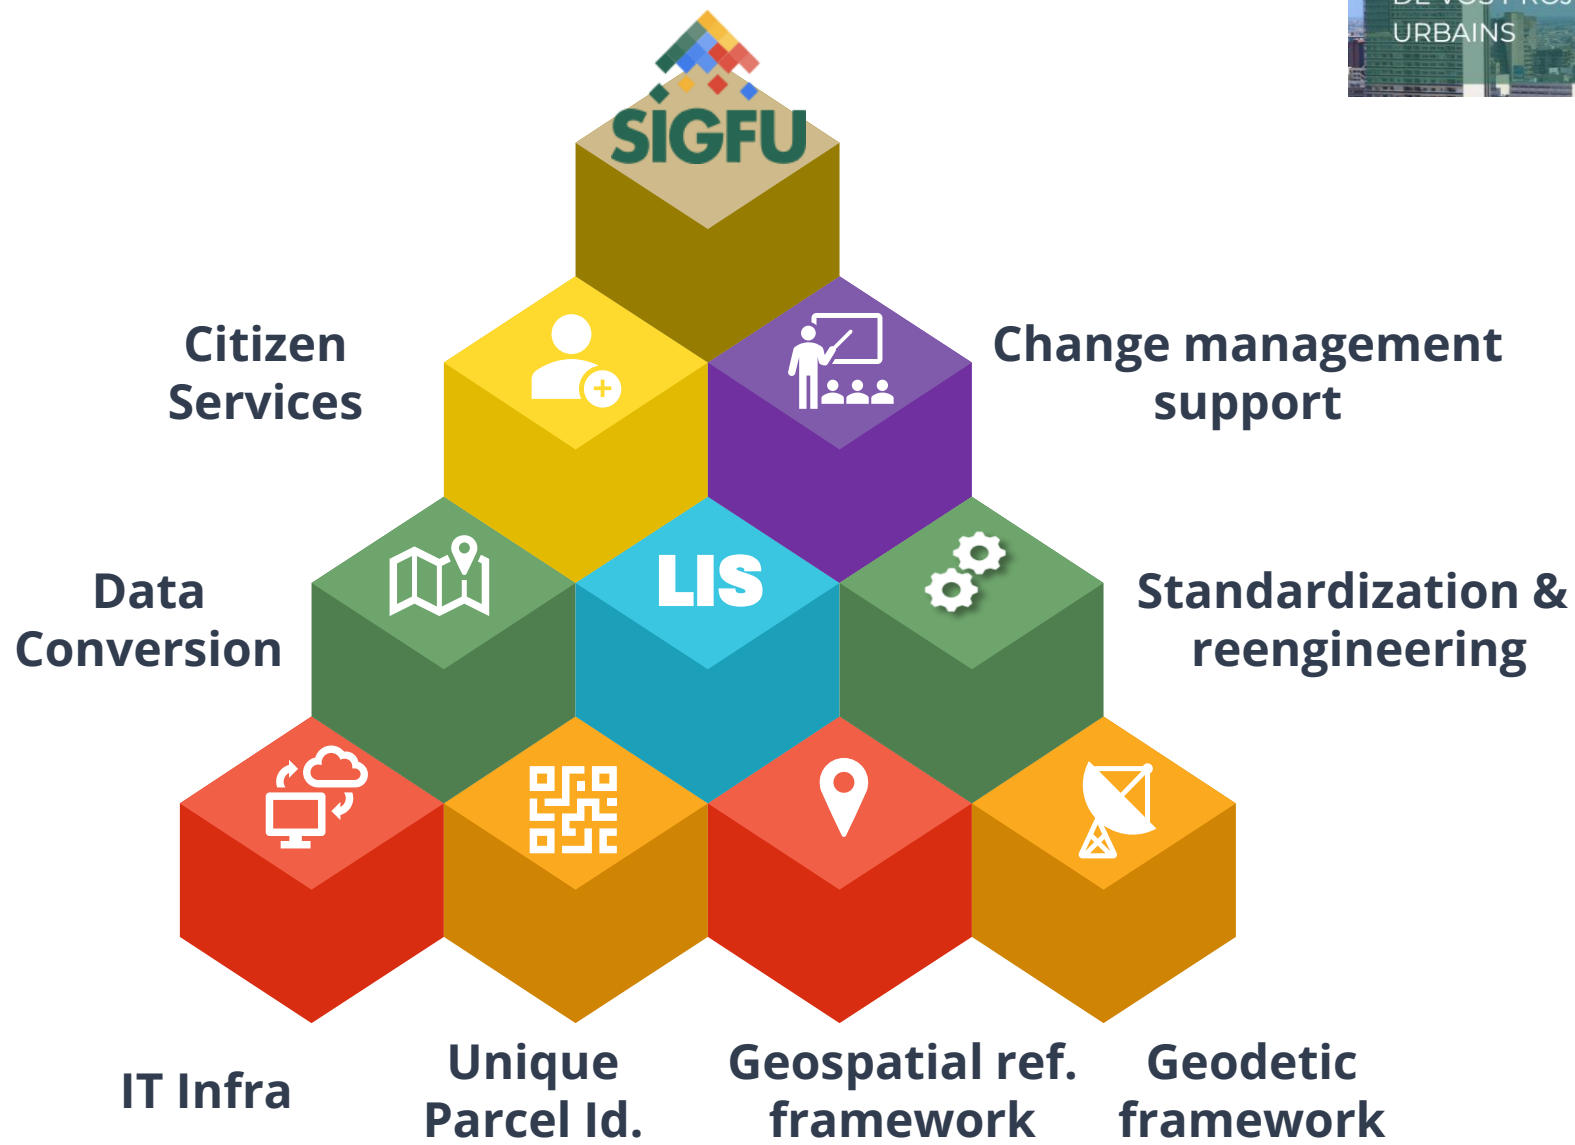 URBAINS
SIGFU
Citizen
Services
Change management
support
Data
Conversion
LIS
Standardization &
reengineering
IT Infra
Unique
Parcel Id.
Geospatial ref.
framework
Geodetic
framework